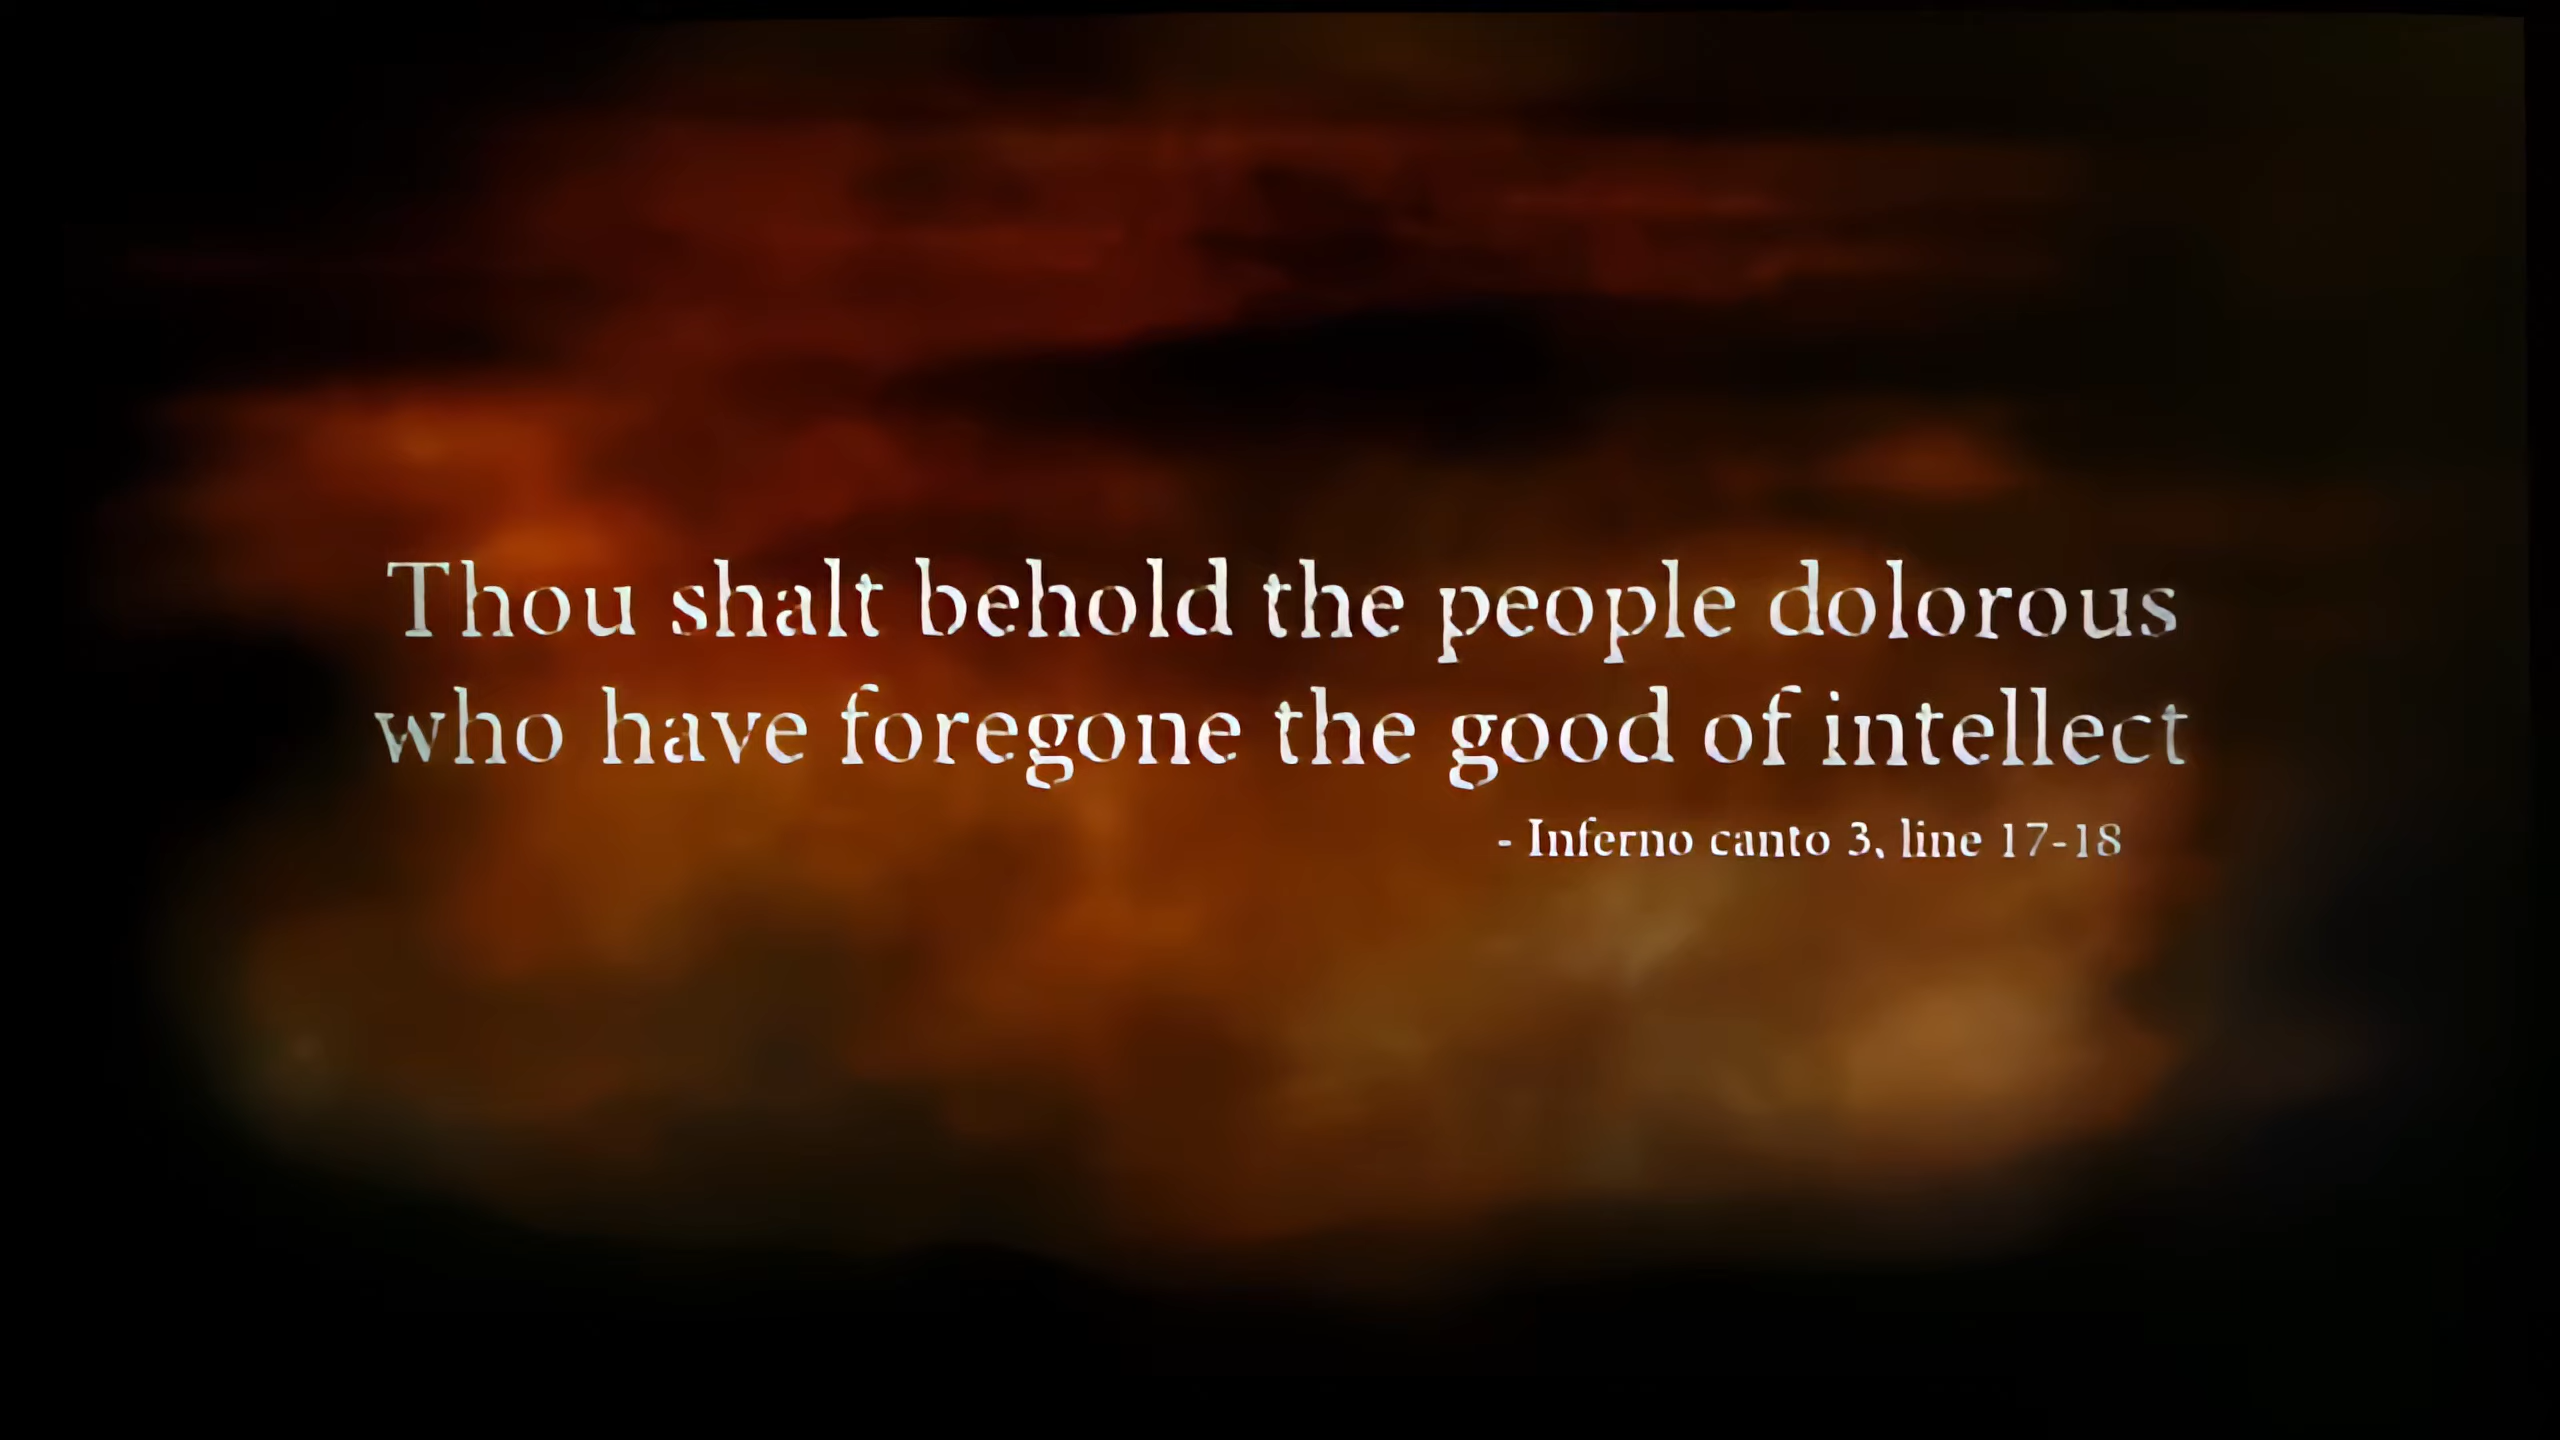 Thou shalt behold the people dolorous
who have foregone the good of intellect
- Inferno canto 3, line 17-18